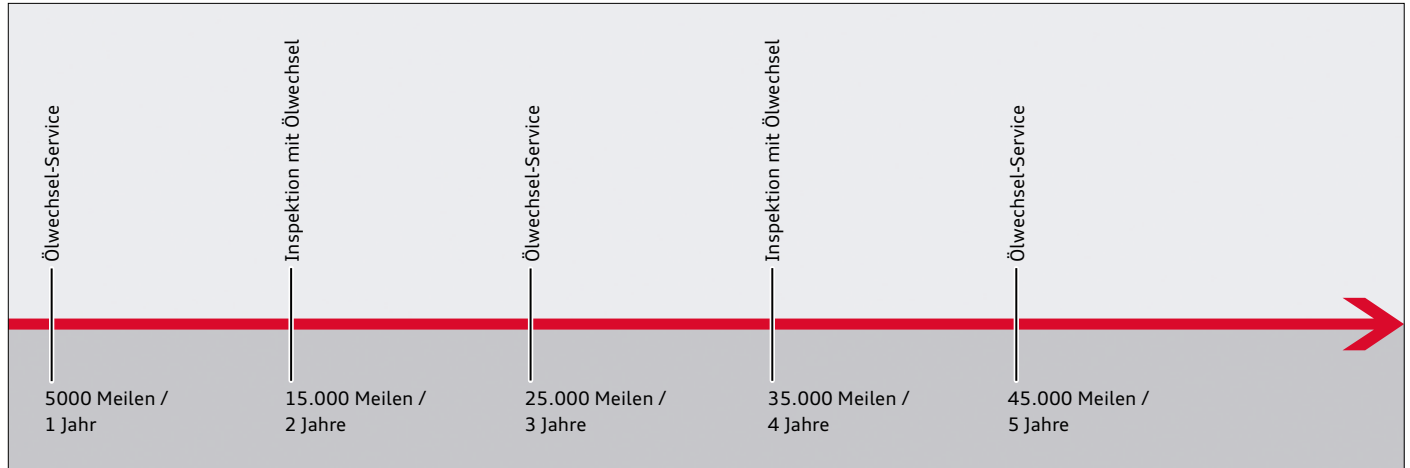 Ölwechsel-Service
Inspektion mit Ölwechsel
Ölwechsel-Service
Inspektion mit Ölwechsel
Ölwechsel-Service
5000 Meilen /
1 Jahr
15.000 Meilen /
2 Jahre
25.000 Meilen /
3 Jahre
35.000 Meilen /
4 Jahre
45.000 Meilen /
5 Jahre